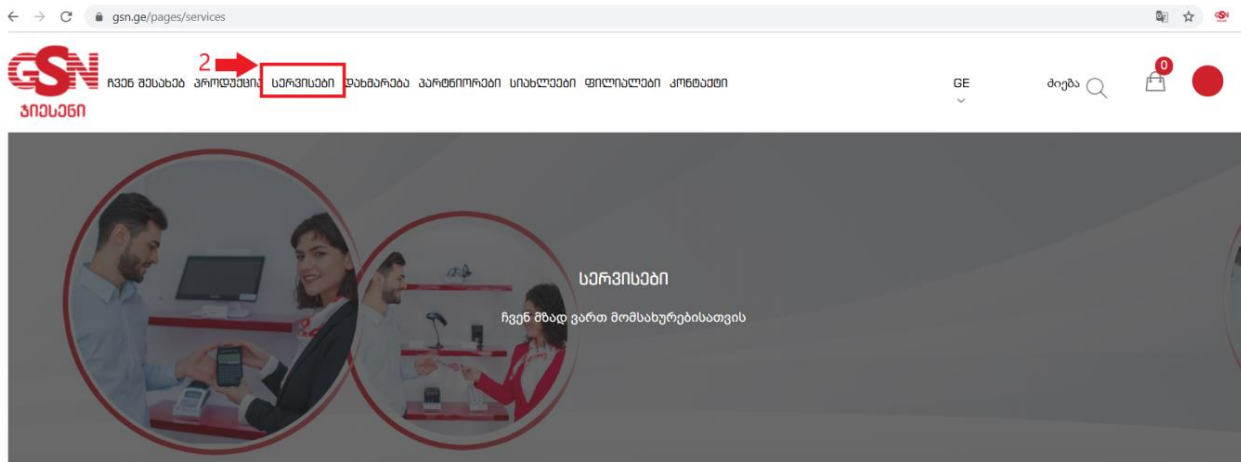 gsn.ge/pages/services
GSN
ჯიესენი
2
ჩვენ შესახებ პროდუქცია სერვისები დახმარება პარტნიორები სიახლეები ფილიალები კონტაქტი
GE
ძიება
0
სერვისები
ჩვენ მზად ვართ მომსახურებისათვის